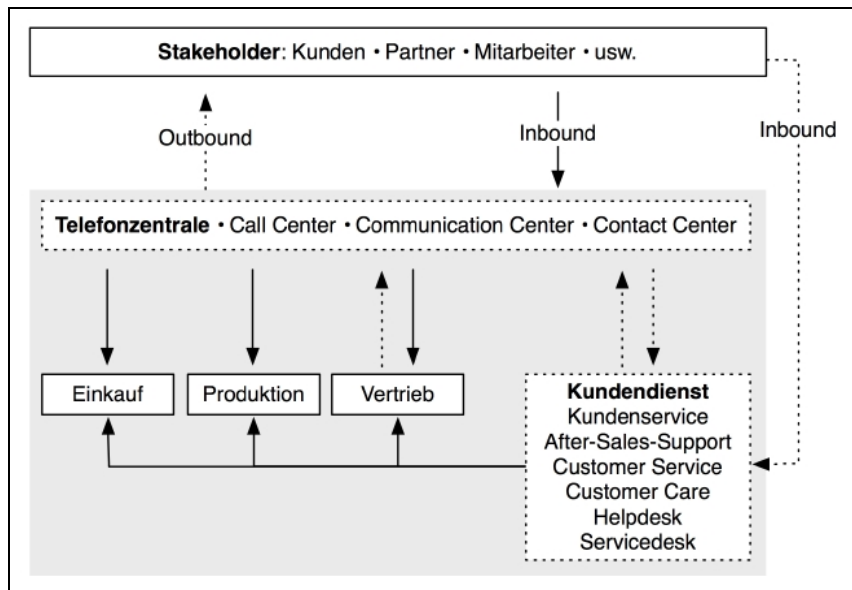 Stakeholder: Kunden • Partner • Mitarbeiter • usw.
Outbound
Inbound
Inbound
Telefonzentrale • Call Center • Communication Center • Contact Center
Einkauf
Produktion
Vertrieb
Kundendienst
Kundenservice
After-Sales-Support
Customer Service
Customer Care
Helpdesk
Servicedesk